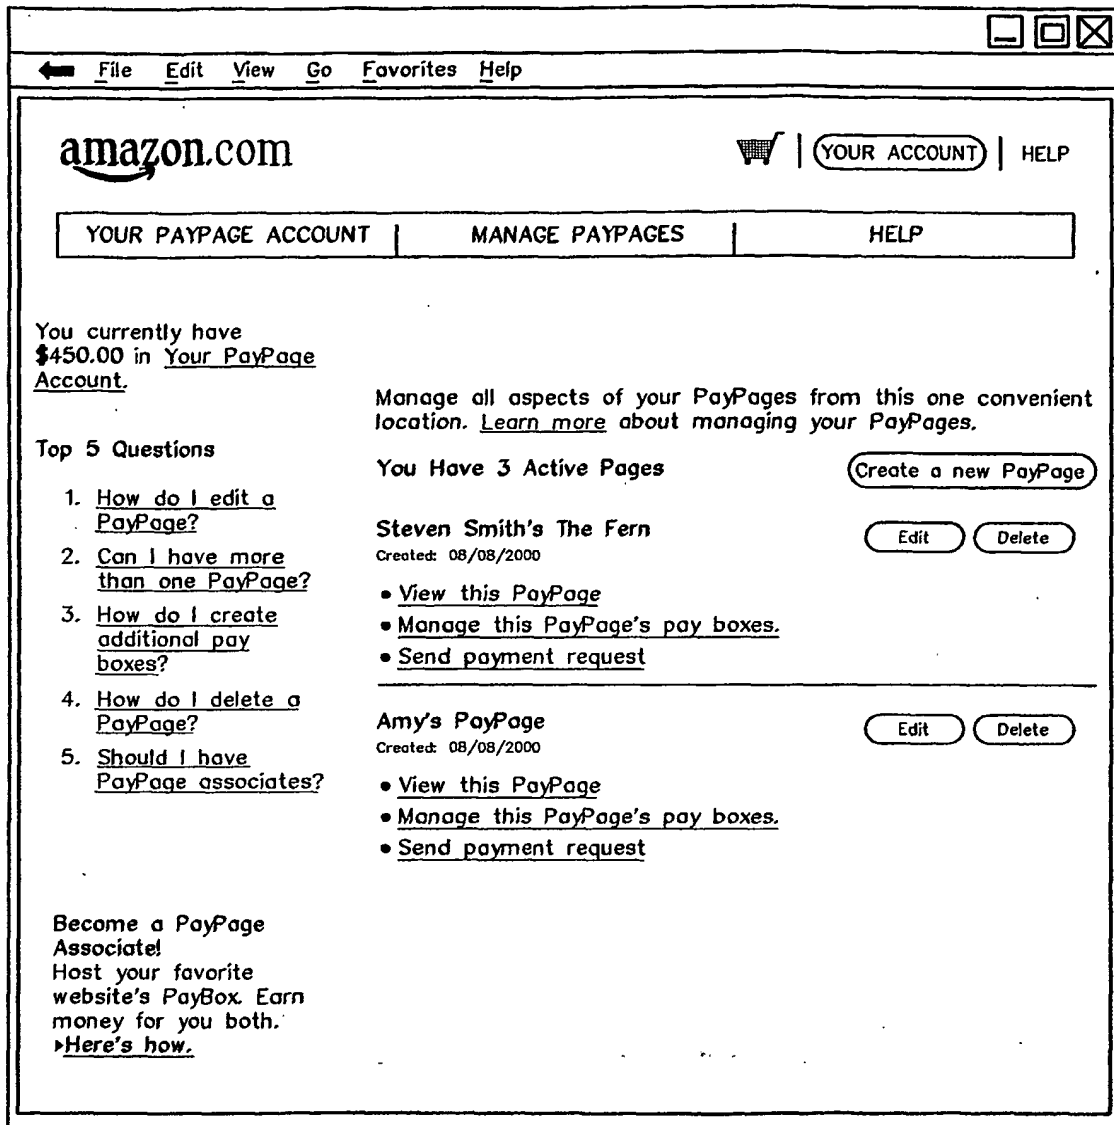 File Edit View Go Favorites Help
amazon.com
YOUR ACCOUNT | HELP
YOUR PAYPAGE ACCOUNT | MANAGE PAYPAGES | HELP
You currently have
$450.00 in Your PayPage
Account.
Top 5 Questions
1. How do I edit a
PayPage?
2. Can I have more
than one PayPage?
3. How do I create
additional pay
boxes?
4. How do I delete a
PayPage?
5. Should I have
PayPage associates?
Become a PayPage
Associate!
Host your favorite
website's PayBox. Earn
money for you both.
▸Here's how.
Manage all aspects of your PayPages from this one convenient
location. Learn more about managing your PayPages.
You Have 3 Active Pages
Create a new PayPage
Steven Smith's The Fern
Edit Delete
Created: 08/08/2000
• View this PayPage
• Manage this PayPage's pay boxes.
• Send payment request
Amy's PayPage
Edit Delete
Created: 08/08/2000
• View this PayPage
• Manage this PayPage's pay boxes.
• Send payment request